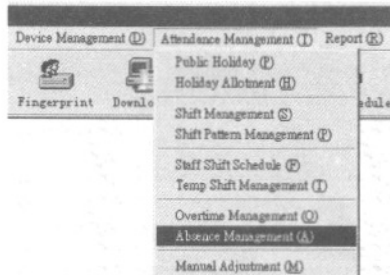 Device Management (D) Attendance Management (T) Report (R)
Public Holiday (P)
Holiday Allotment (H)
Fingerprint
Shift Management (S)
Shift Pattern Management (P)
Staff Shift Schedule (F)
Temp Shift Management (T)
Overtime Management (O)
Absence Management (A)
Manual Adjustment (M)